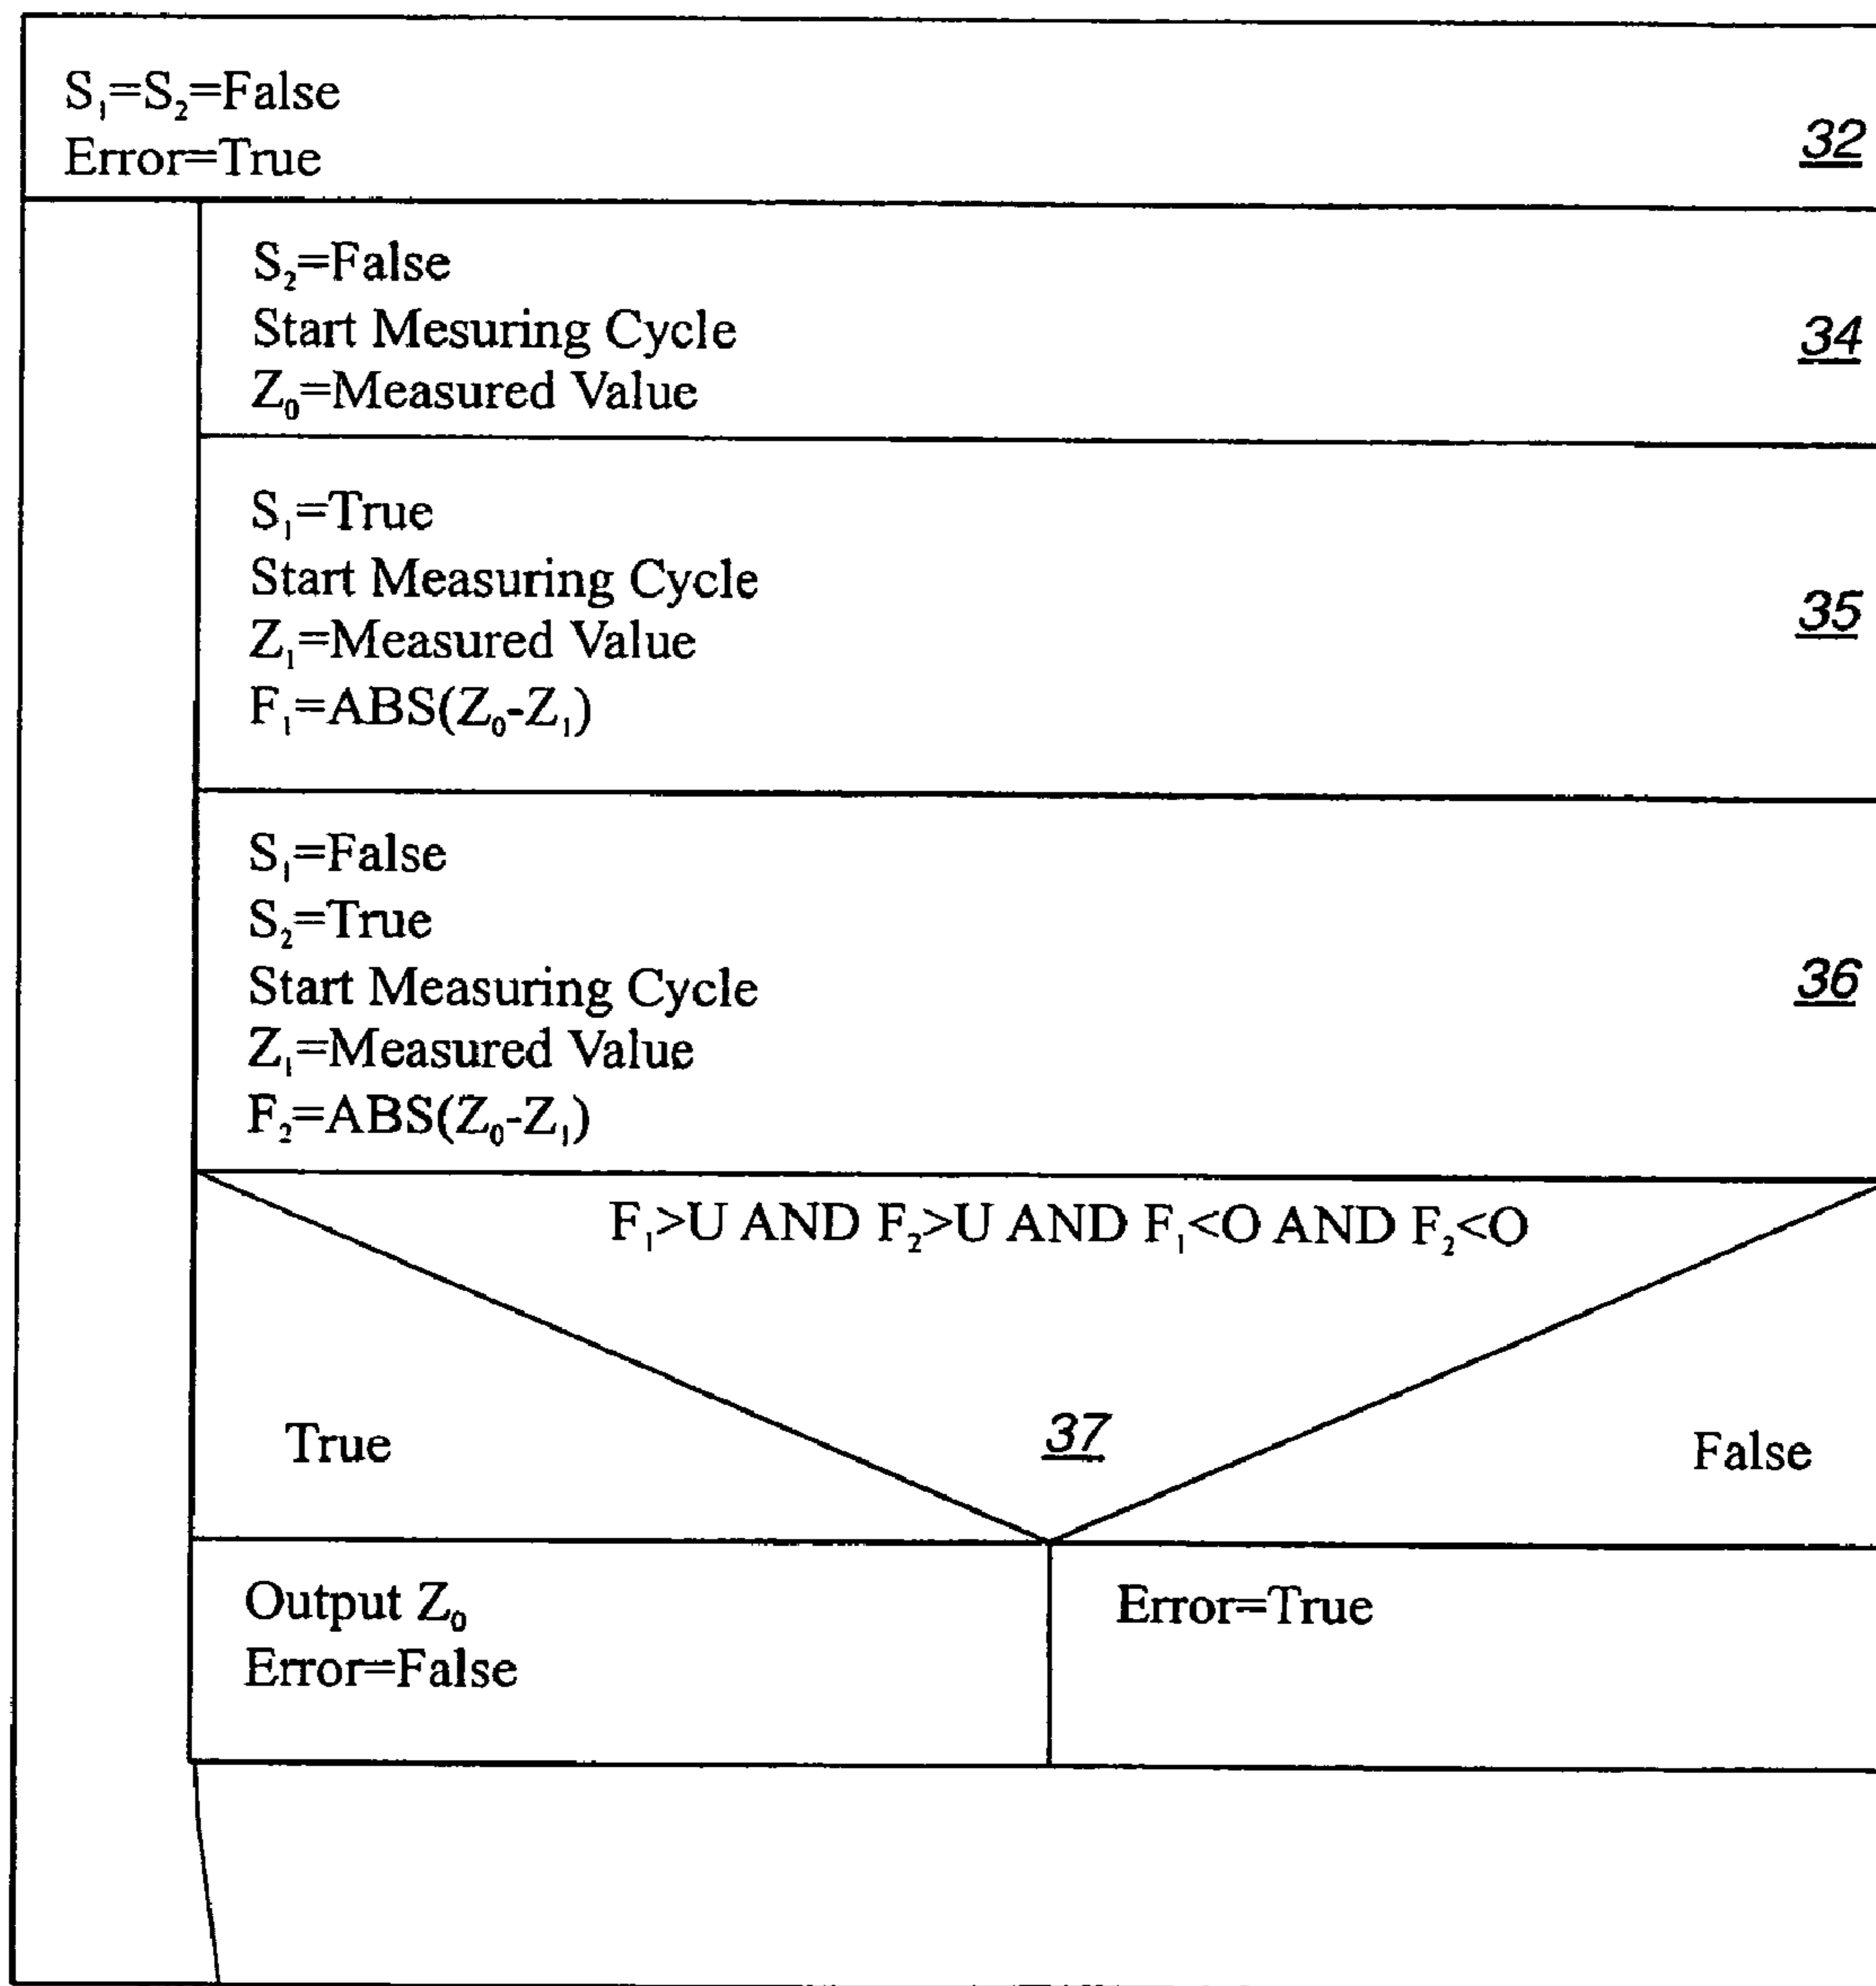 S₁=S₂=False
Error=True
32
S₂=False
Start Mesuring Cycle
34
Z₀=Measured Value
S₁=True
Start Measuring Cycle
35
Z₁=Measured Value
F₁=ABS(Z₀-Z₁)
S₁=False
S₂=True
Start Measuring Cycle
36
Z₁=Measured Value
F₂=ABS(Z₀-Z₁)
F₁>U AND F₂>U AND F₁<O AND F₂<O
True
37
False
Output Z₀
Error=False
Error=True